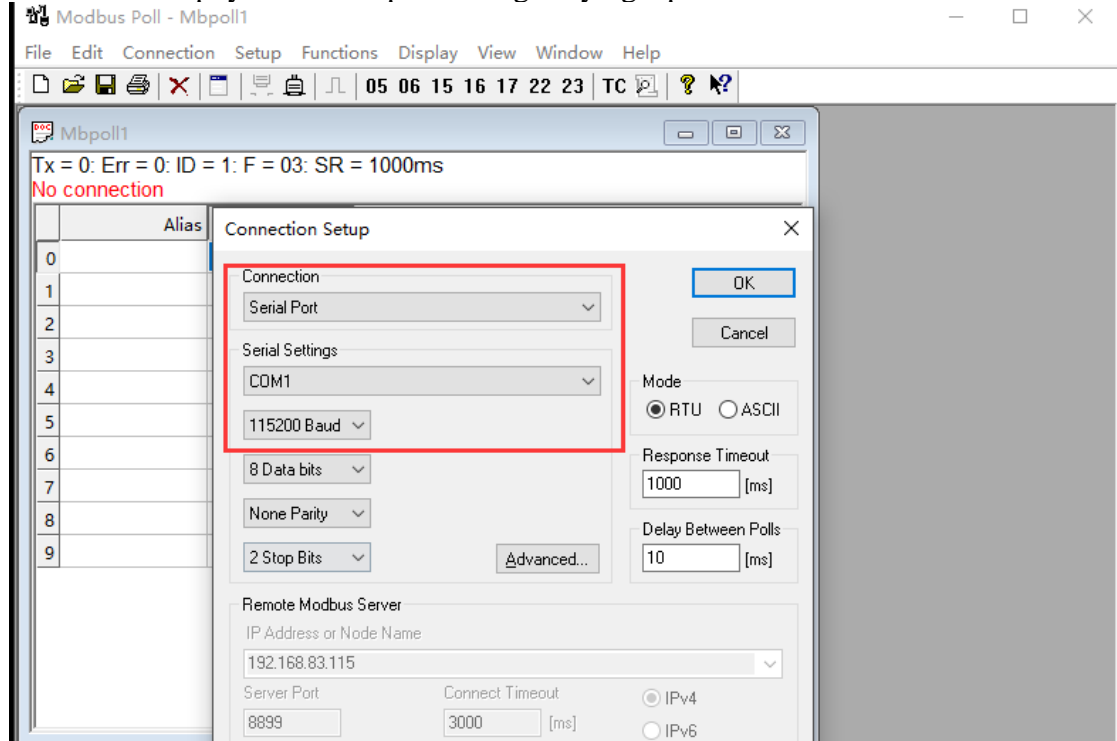 Modbus Poll - Mbpoll1
File Edit Connection Setup Functions Display View Window Help
05 06 15 16 17 22 23 TC
Mbpoll1
Tx = 0: Err = 0: ID = 1: F = 03: SR = 1000ms
No connection
Alias
0
1
2
3
4
5
6
7
8
9
Connection Setup
Connection
Serial Port
OK
Cancel
Serial Settings
COM1
115200 Baud
8 Data bits
None Parity
2 Stop Bits
Advanced...
Mode
RTU ASCII
Response Timeout
1000 [ms]
Delay Between Polls
10 [ms]
Remote Modbus Server
IP Address or Node Name
192.168.83.115
Server Port Connect Timeout
8899 3000 [ms]
IPv4
IPv6